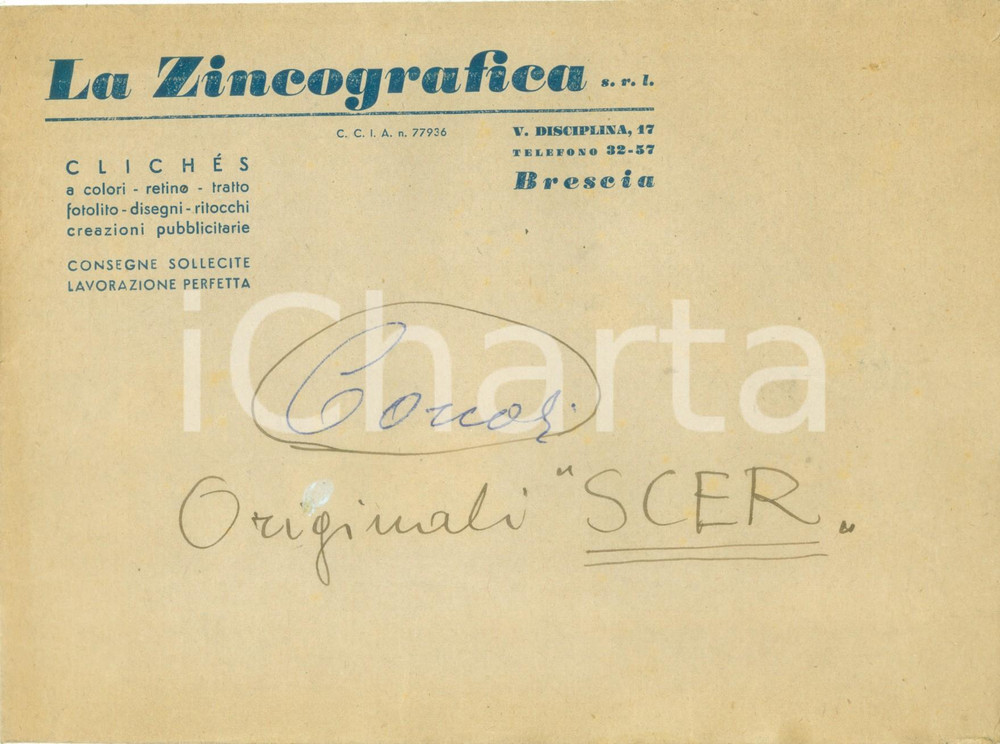 La Zincografica s. r. l.
C. C. I. A. n. 77936
V. DISCIPLINA, 17
TELEFONO 32-57
Brescia
CLICHÉS
a colori - retino - tratto
fotolito - disegni - ritocchi
creazioni pubblicitarie
CONSEGNE SOLLECITE
LAVORAZIONE PERFETTA
iCharta
Originali "SCER"